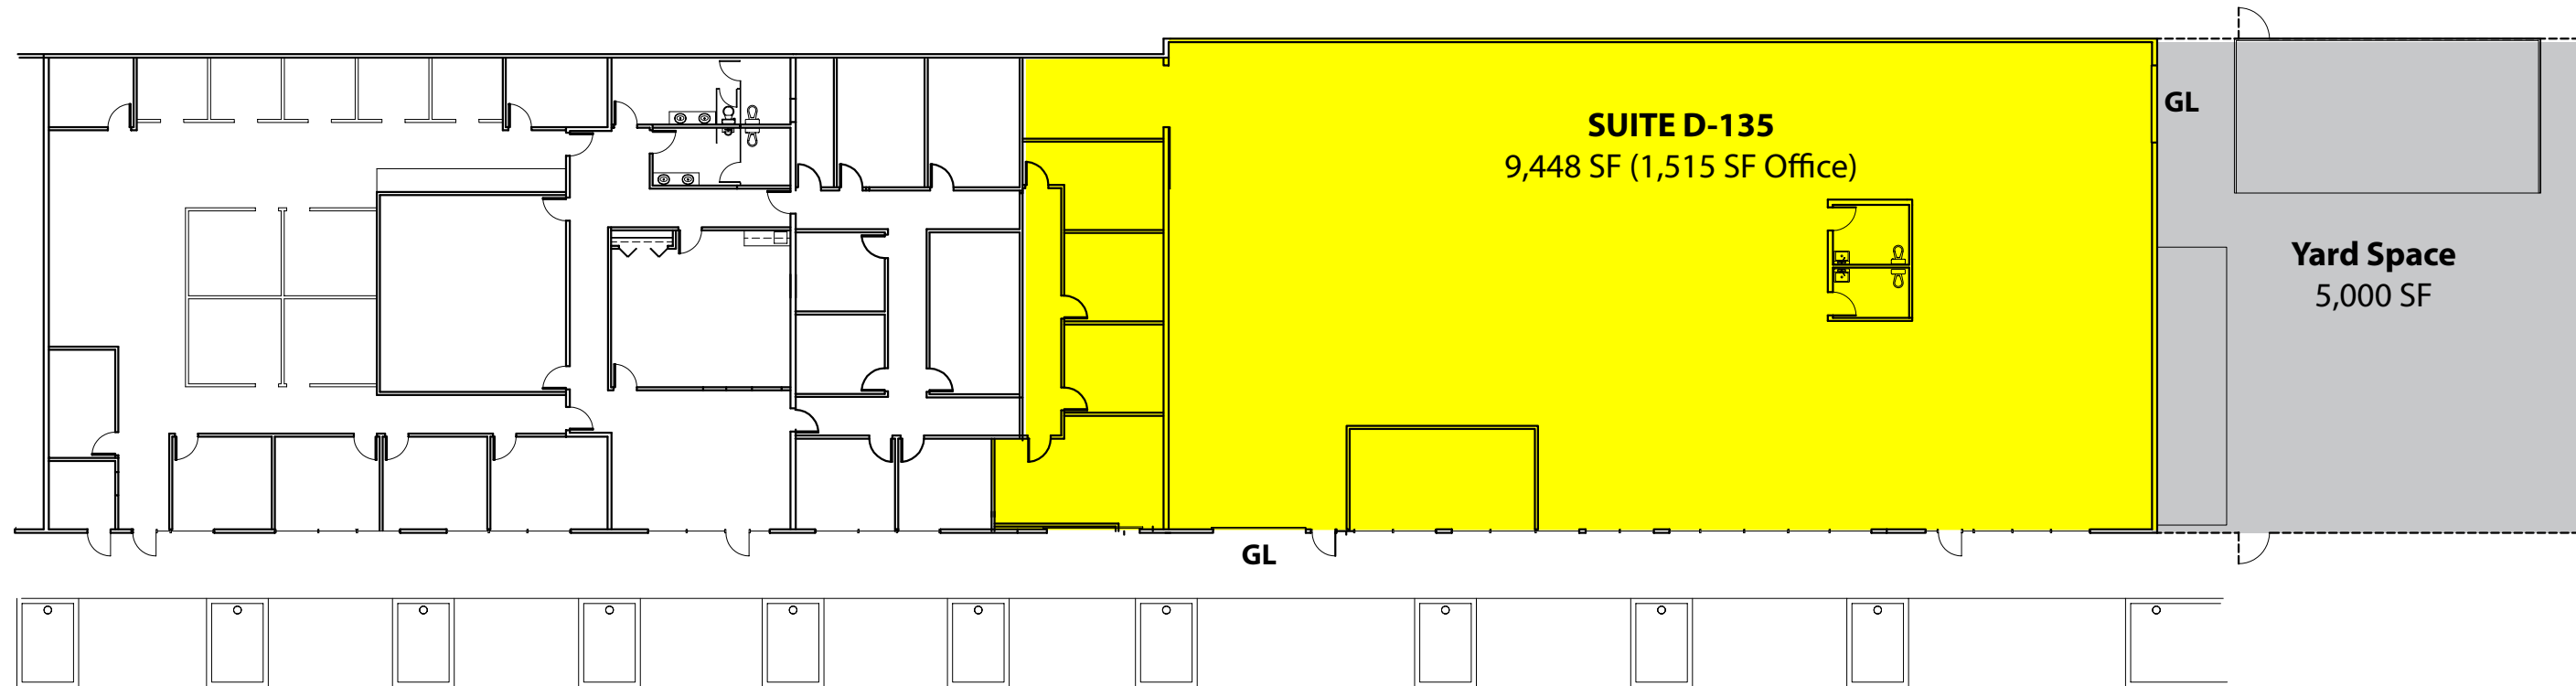 GL
SUITE D-135
9,448 SF (1,515 SF Office)
Yard Space
5,000 SF
GL